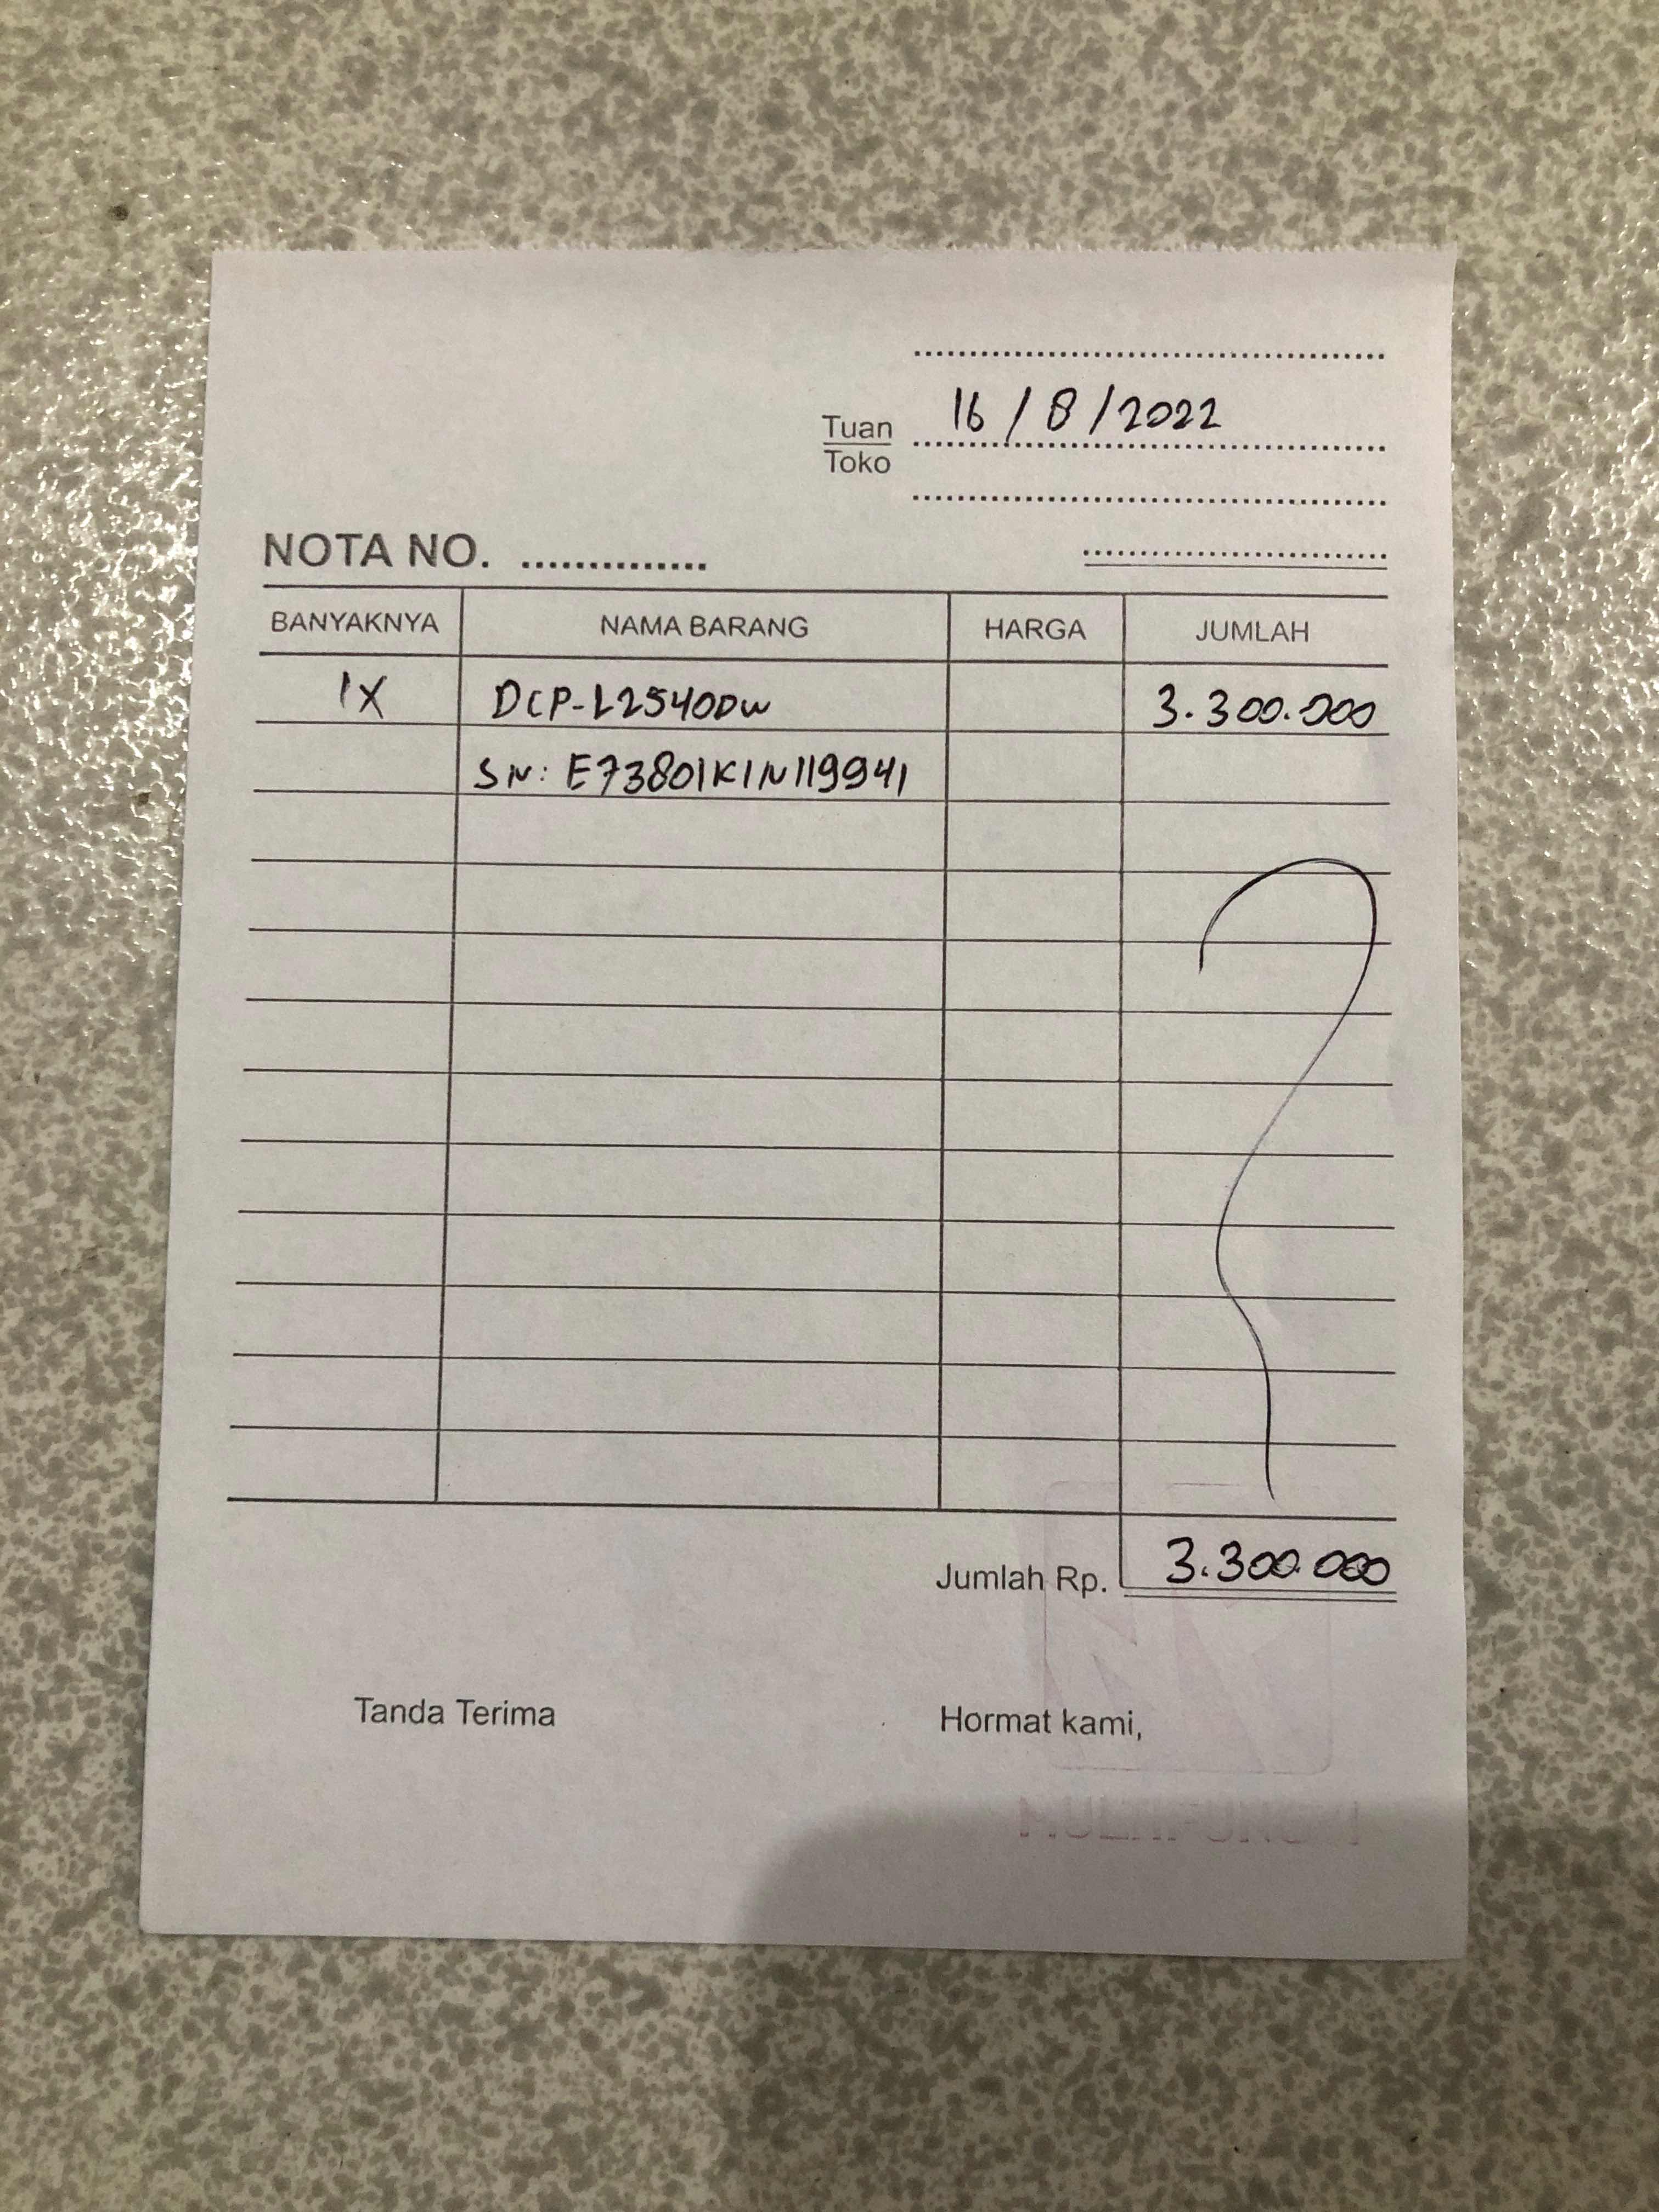 16/8/2022
Tuan
Toko
NOTA NO. ..............
BANYAKNYA NAMA BARANG HARGA JUMLAH
1X DCP-L2540DW 3.300.000
SN: E73801K1N119941
Jumlah Rp. 3.300.000
Tanda Terima Hormat kami,